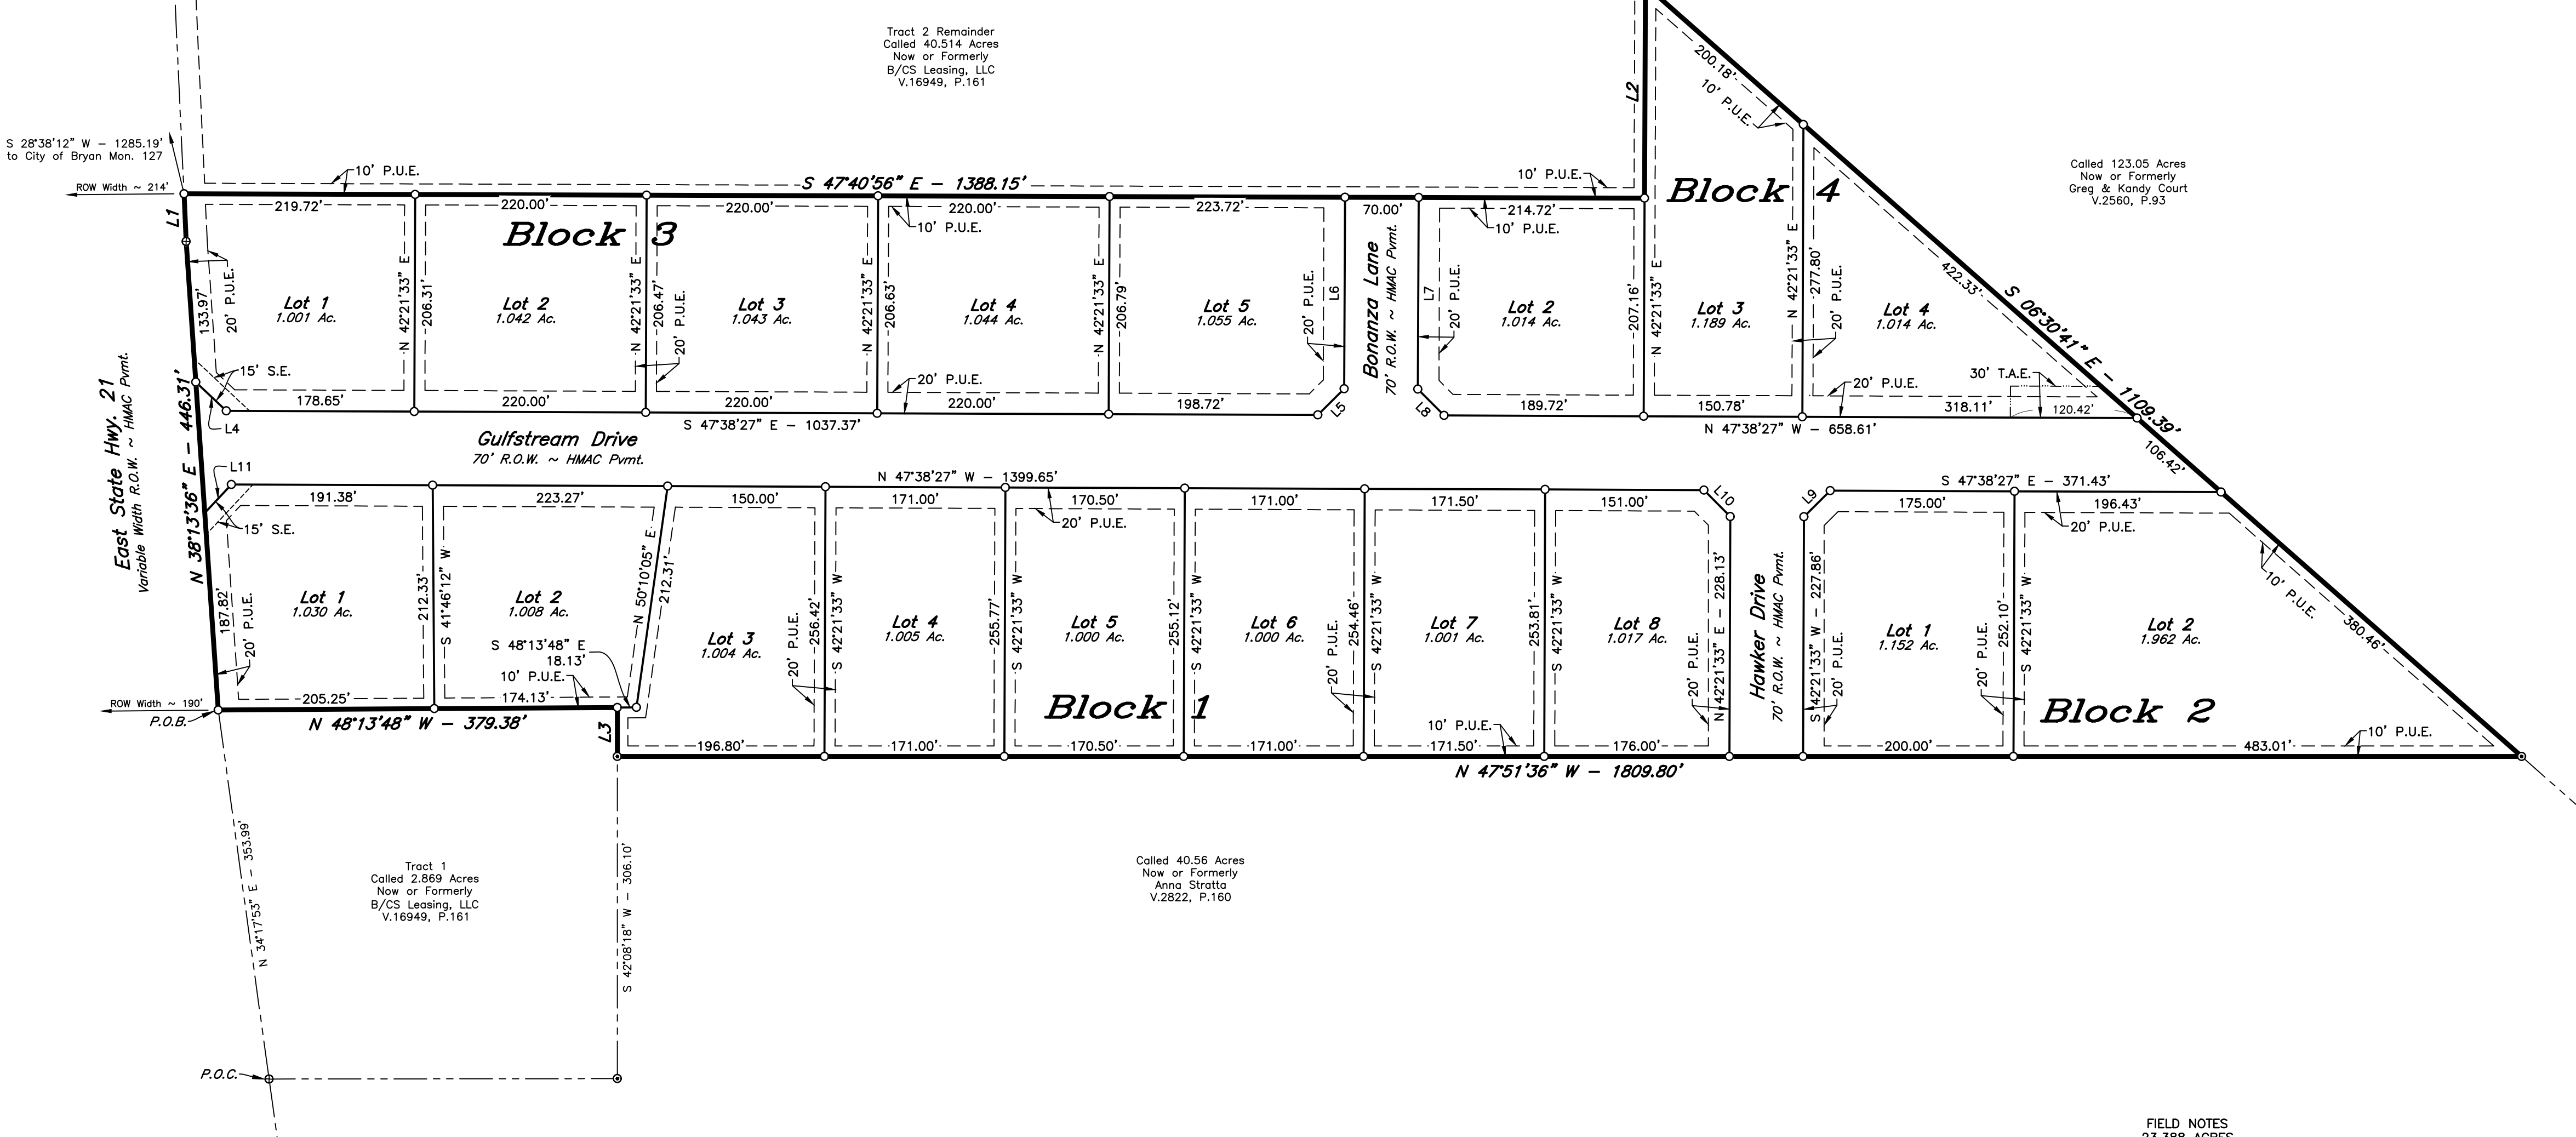 Tract 2 Remainder
Called 40.514 Acres
Now or Formerly
B/CS Leasing, LLC
V.16949, P.161
L2
200.18'
10' P.U.E.
S 28°38'12" W - 1285.19'
to City of Bryan Mon. 127
ROW Width ~ 214'
10' P.U.E.
S 47°40'56" E - 1388.15'
10' P.U.E.
Block 4
Called 123.05 Acres
Now or Formerly
Greg & Kandy Court
V.2560, P.93
L1
219.72'
220.00'
220.00'
220.00'
223.72'
70.00'
214.72'
Block 3
10' P.U.E.
10' P.U.E.
133.97'
20' P.U.E.
Lot 1
1.001 Ac.
N 42°21'33" E
206.31'
Lot 2
1.042 Ac.
N 42°21'33" E
206.47'
20' P.U.E.
Lot 3
1.043 Ac.
N 42°21'33" E
206.63'
Lot 4
1.044 Ac.
N 42°21'33" E
206.79'
Lot 5
1.055 Ac.
20' P.U.E.
L6
Bonanza Lane
70' R.O.W. ~ HMAC Pvmt.
L7
20' P.U.E.
Lot 2
1.014 Ac.
207.16'
N 42°21'33" E
Lot 3
1.189 Ac.
N 42°21'33" E
277.80'
20' P.U.E.
Lot 4
1.014 Ac.
422.33'
S 06°30'41" E - 1109.39'
15' S.E.
20' P.U.E.
20' P.U.E.
30' T.A.E.
178.65'
220.00'
220.00'
220.00'
198.72'
L5
L8
189.72'
150.78'
318.11'
120.42'
L4
S 47°38'27" E - 1037.37'
N 47°38'27" W - 658.61'
Gulfstream Drive
70' R.O.W. ~ HMAC Pvmt.
106.42'
East State Hwy. 21
Variable Width R.O.W. ~ HMAC Pvmt.
N 38°13'36" E - 446.31'
L11
N 47°38'27" W - 1399.65'
S 47°38'27" E - 371.43'
191.38'
223.27'
150.00'
171.00'
170.50'
171.00'
171.50'
151.00'
L10
L9
175.00'
196.43'
15' S.E.
20' P.U.E.
20' P.U.E.
187.82'
20' P.U.E.
Lot 1
1.030 Ac.
212.33'
S 41°46'12" W
Lot 2
1.008 Ac.
N 50°10'05" E
212.31'
S 48°13'48" E
18.13'
10' P.U.E.
Lot 3
1.004 Ac.
20' P.U.E.
256.42'
S 42°21'33" W
Lot 4
1.005 Ac.
255.77'
S 42°21'33" W
Lot 5
1.000 Ac.
255.12'
S 42°21'33" W
Lot 6
1.000 Ac.
20' P.U.E.
254.46'
S 42°21'33" W
Lot 7
1.001 Ac.
253.81'
S 42°21'33" W
Lot 8
1.017 Ac.
20' P.U.E.
N 42°21'33" E - 228.13'
Hawker Drive
70' R.O.W. ~ HMAC Pvmt.
S 42°21'33" W - 227.86'
20' P.U.E.
Lot 1
1.152 Ac.
20' P.U.E.
252.10'
S 42°21'33" W
Lot 2
1.962 Ac.
10' P.U.E.
380.46'
Block 1
Block 2
ROW Width ~ 190'
P.O.B.
205.25'
174.13'
N 48°13'48" W - 379.38'
L3
10' P.U.E.
10' P.U.E.
196.80'
171.00'
170.50'
171.00'
171.50'
176.00'
200.00'
483.01'
N 47°51'36" W - 1809.80'
N 34°17'53" E - 353.99'
Tract 1
Called 2.869 Acres
Now or Formerly
B/CS Leasing, LLC
V.16949, P.161
S 42°08'18" W - 306.10'
Called 40.56 Acres
Now or Formerly
Anna Stratta
V.2822, P.160
P.O.C.
FIELD NOTES
23.388 ACRES